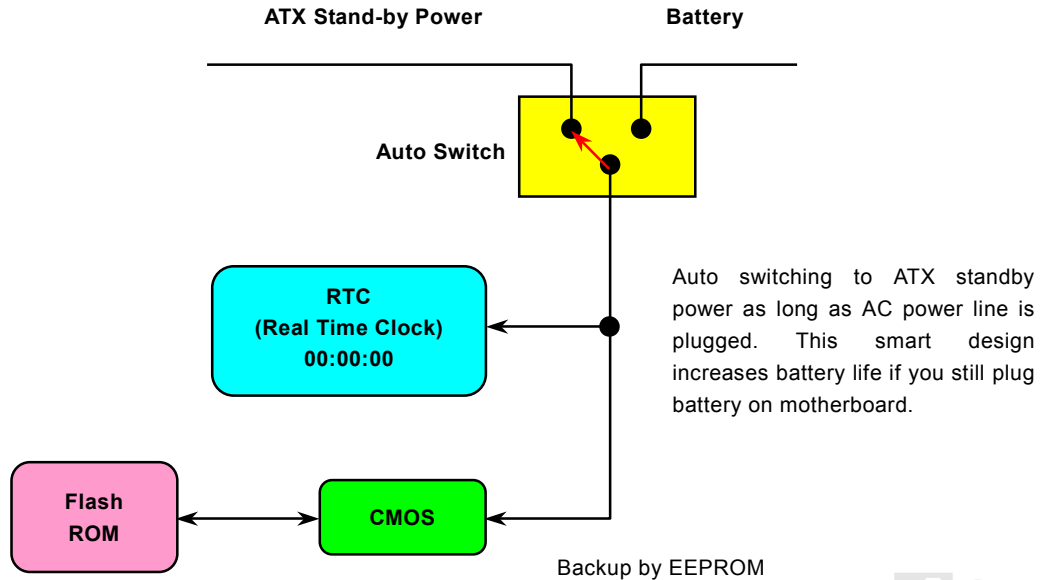 ATX Stand-by Power
Battery
Auto Switch
RTC
(Real Time Clock)
00:00:00
Auto switching to ATX standby
power as long as AC power line is
plugged. This smart design
increases battery life if you still plug
battery on motherboard.
Flash
ROM
CMOS
Backup by EEPROM